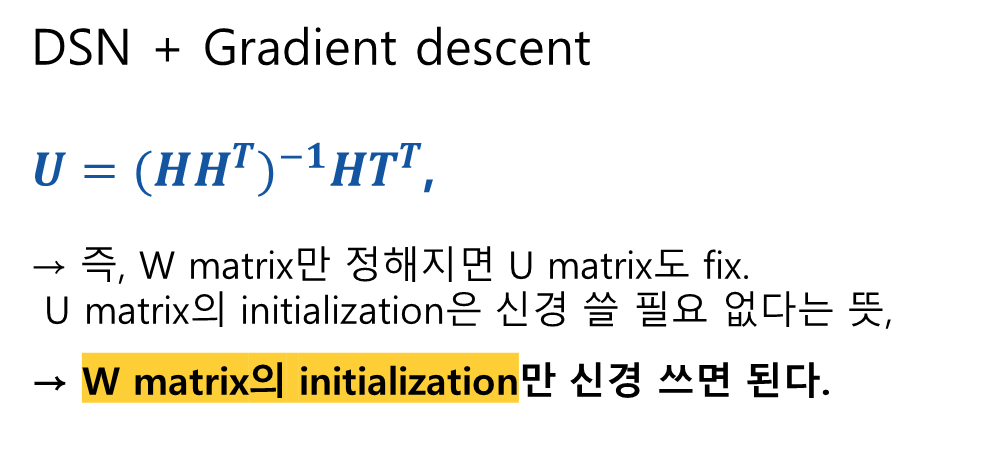 DSN + Gradient descent
U = (HHᵀ)⁻¹HTᵀ,
→ 즉, W matrix만 정해지면 U matrix도 fix.
U matrix의 initialization은 신경 쓸 필요 없다는 뜻,
→ W matrix의 initialization만 신경 쓰면 된다.